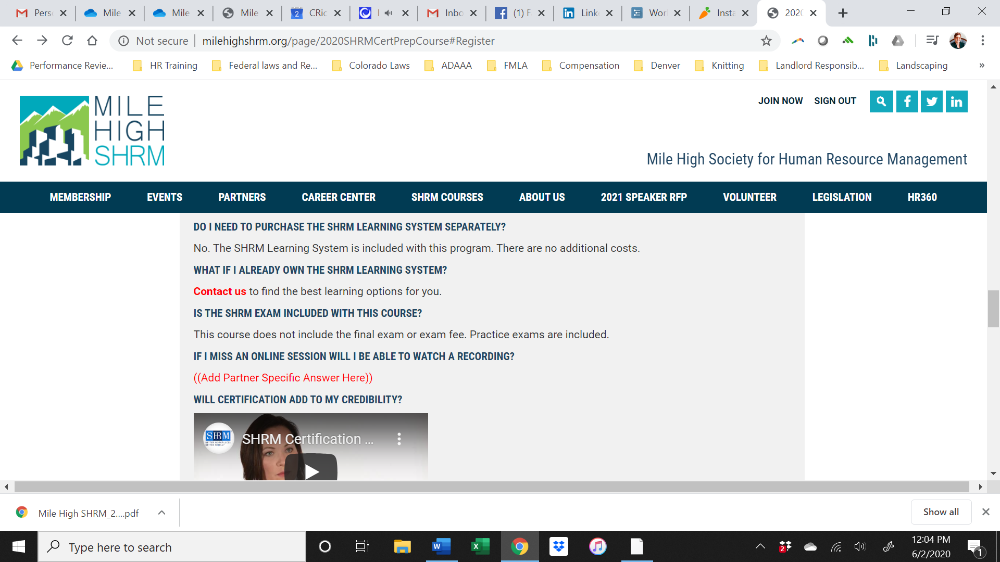 Pers
Mile
Mile
Mile
2
CRic
Inbo
(1) F
Link
Wor
Insta
2020
Not secure
milehighshrm.org/page/2020SHRMCertPrepCourse#Register
Performance Revie...
HR Training
Federal laws and Re...
Colorado Laws
ADAAA
FMLA
Compensation
Denver
Knitting
Landlord Responsib...
Landscaping
»
MILE
HIGH
SHRM
JOIN NOW
SIGN OUT
Mile High Society for Human Resource Management
MEMBERSHIP
EVENTS
PARTNERS
CAREER CENTER
SHRM COURSES
ABOUT US
2021 SPEAKER RFP
VOLUNTEER
LEGISLATION
HR360
DO I NEED TO PURCHASE THE SHRM LEARNING SYSTEM SEPARATELY?
No. The SHRM Learning System is included with this program. There are no additional costs.
WHAT IF I ALREADY OWN THE SHRM LEARNING SYSTEM?
Contact us to find the best learning options for you.
IS THE SHRM EXAM INCLUDED WITH THIS COURSE?
This course does not include the final exam or exam fee. Practice exams are included.
IF I MISS AN ONLINE SESSION WILL I BE ABLE TO WATCH A RECORDING?
((Add Partner Specific Answer Here))
WILL CERTIFICATION ADD TO MY CREDIBILITY?
SHRM
BETTER WORKPLACES
BETTER WORLD
SHRM Certification ...
Mile High SHRM_2....pdf
Show all
Type here to search
2
12:04 PM
6/2/2020
1